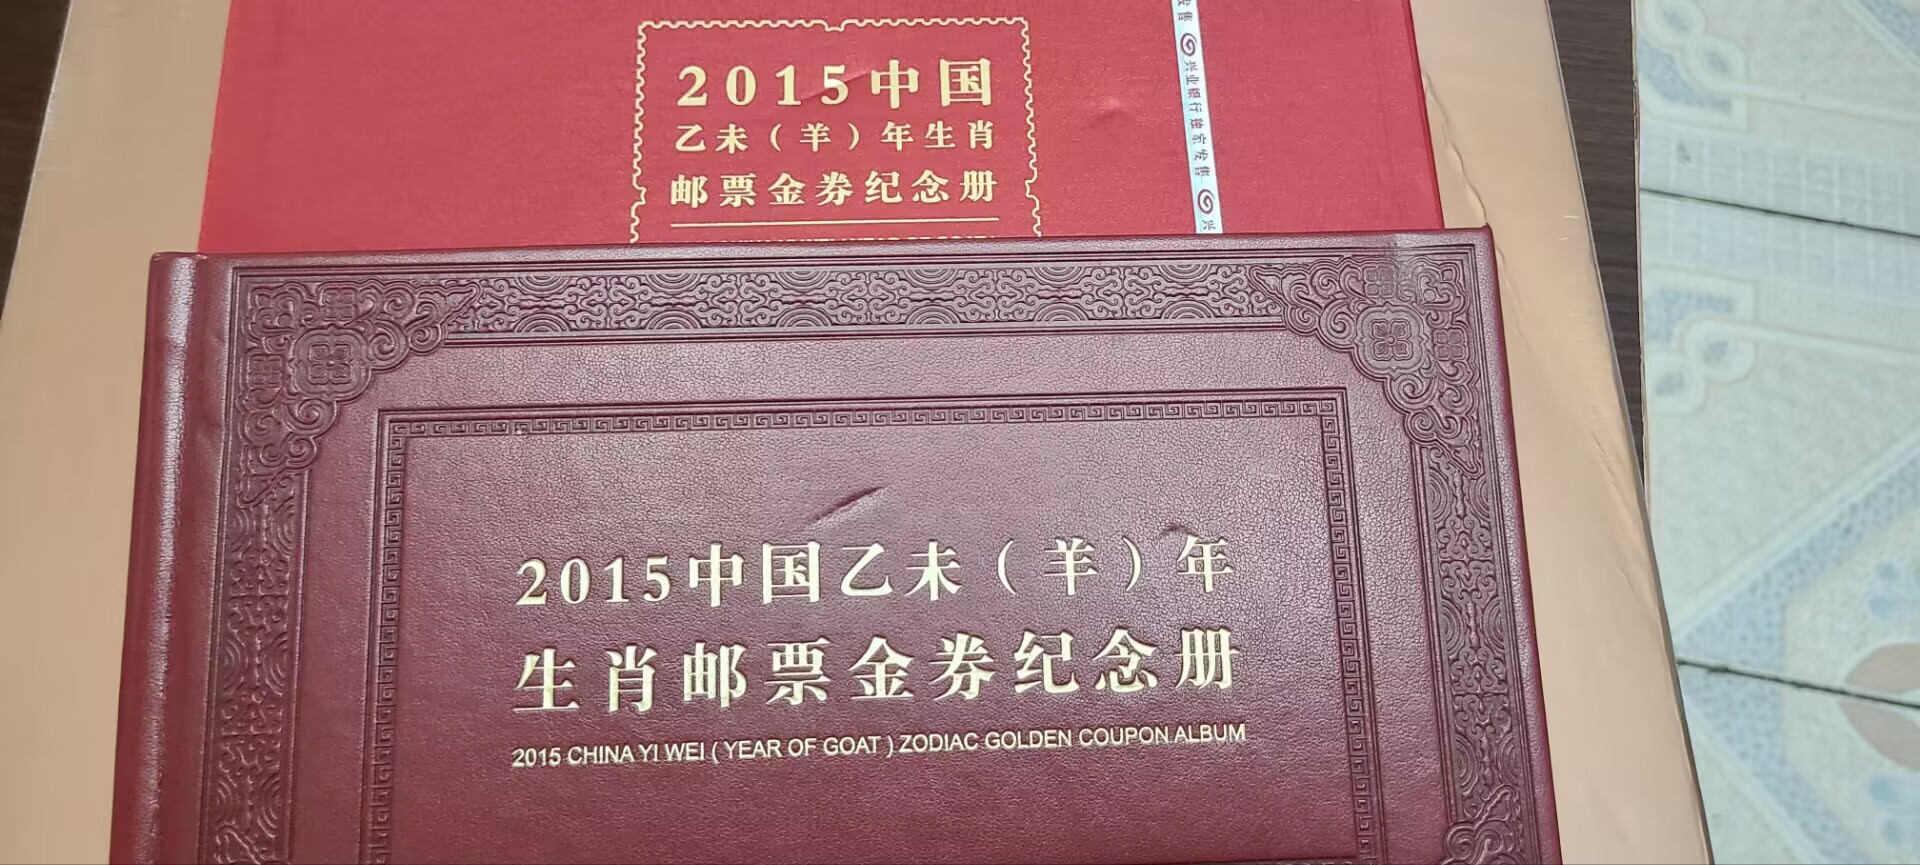 2015中国
乙未（羊）年生肖
邮票金券纪念册
发售 兴业银行独家发售 兴
2015中国乙未（羊）年
生肖邮票金券纪念册
2015 CHINA YI WEI ( YEAR OF GOAT ) ZODIAC GOLDEN COUPON ALBUM